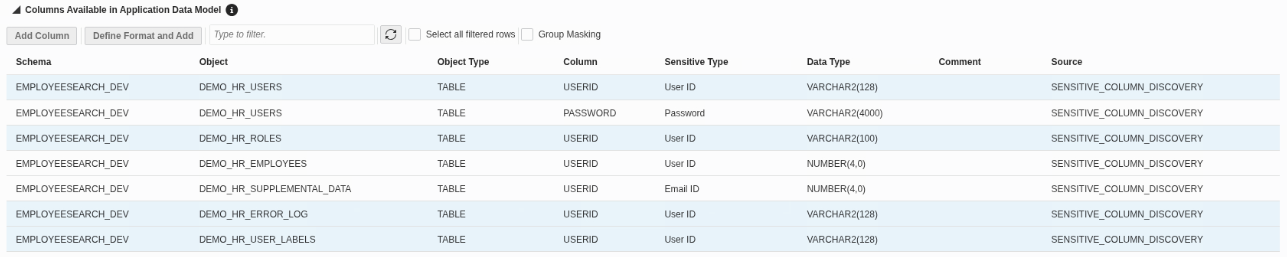 Columns Available in Application Data Model
Add Column Define Format and Add Type to filter. Select all filtered rows Group Masking
Schema Object Object Type Column Sensitive Type Data Type Comment Source
EMPLOYEESEARCH_DEV DEMO_HR_USERS TABLE USERID User ID VARCHAR2(128) SENSITIVE_COLUMN_DISCOVERY
EMPLOYEESEARCH_DEV DEMO_HR_USERS TABLE PASSWORD Password VARCHAR2(4000) SENSITIVE_COLUMN_DISCOVERY
EMPLOYEESEARCH_DEV DEMO_HR_ROLES TABLE USERID User ID VARCHAR2(100) SENSITIVE_COLUMN_DISCOVERY
EMPLOYEESEARCH_DEV DEMO_HR_EMPLOYEES TABLE USERID User ID NUMBER(4,0) SENSITIVE_COLUMN_DISCOVERY
EMPLOYEESEARCH_DEV DEMO_HR_SUPPLEMENTAL_DATA TABLE USERID Email ID NUMBER(4,0) SENSITIVE_COLUMN_DISCOVERY
EMPLOYEESEARCH_DEV DEMO_HR_ERROR_LOG TABLE USERID User ID VARCHAR2(128) SENSITIVE_COLUMN_DISCOVERY
EMPLOYEESEARCH_DEV DEMO_HR_USER_LABELS TABLE USERID User ID VARCHAR2(128) SENSITIVE_COLUMN_DISCOVERY